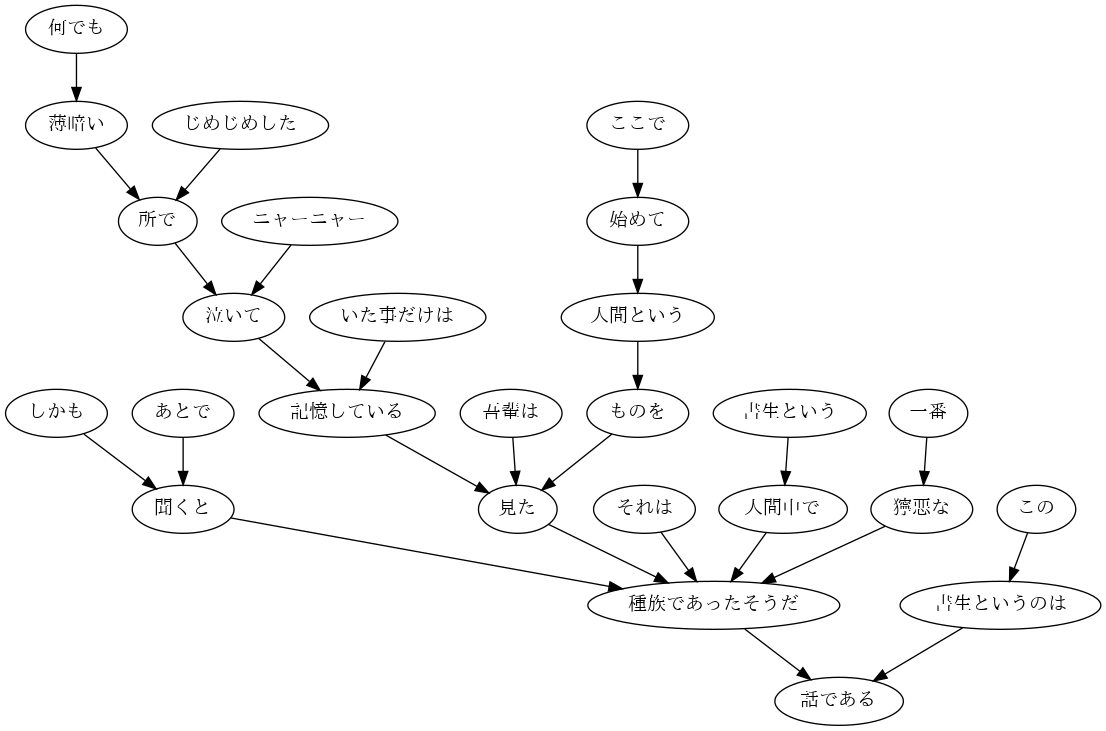 何でも
薄暗い
じめじめした
ここで
所で
ニャーニャー
始めて
泣いて
いた事だけは
人間という
しかも
あとで
記憶している
吾輩は
ものを
書生という
一番
聞くと
見た
それは
人間中で
獰悪な
この
種族であったそうだ
書生というのは
話である